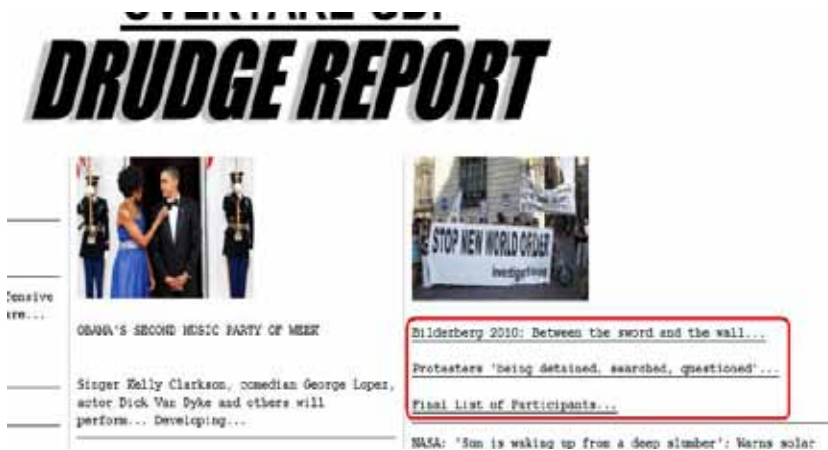 OVERTAKE GDP
DRUDGE REPORT
STOP NEW WORLD ORDER
OBAMA'S SECOND MUSIC PARTY OF WEEK
Singer Kelly Clarkson, comedian George Lopez,
actor Dick Van Dyke and others will
perform... Developing...
Bilderberg 2010: Between the sword and the wall...
Protesters 'being detained, searched, questioned'...
Final List of Participants...
NASA: 'Sun is waking up from a deep slumber': Warns solar